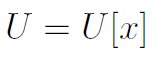 U = U[x]